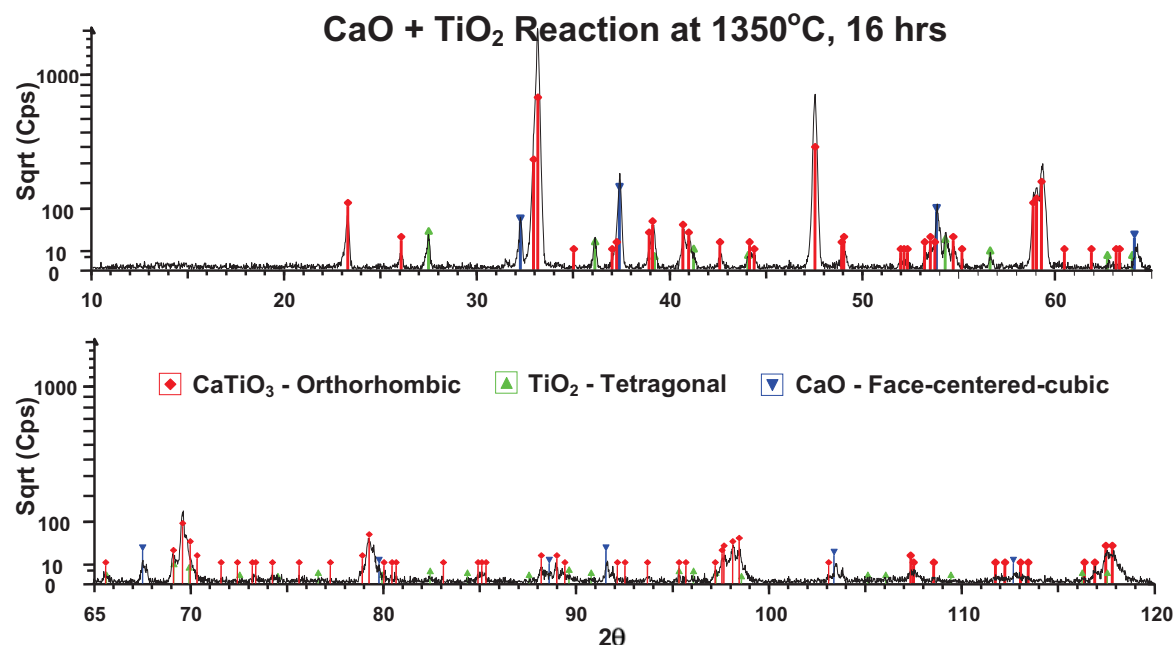 CaO + TiO₂ Reaction at 1350°C, 16 hrs
Sqrt (Cps)
1000
100
10
0
10 20 30 40 50 60
CaTiO₃ - Orthorhombic TiO₂ - Tetragonal CaO - Face-centered-cubic
Sqrt (Cps)
1000
100
10
0
65 70 80 90 100 110 120
2θ